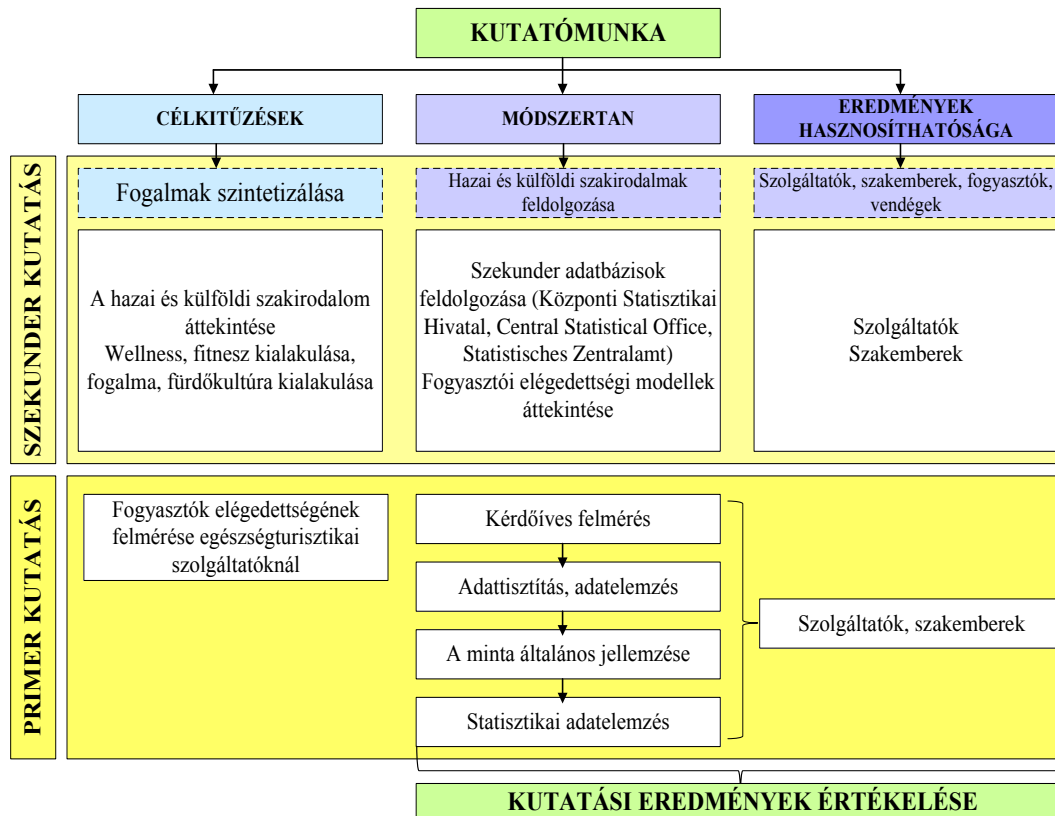 KUTATÓMUNKA
CÉLKITŰZÉSEK
MÓDSZERTAN
EREDMÉNYEK
HASZNOSÍTHATÓSÁGA
SZEKUNDER KUTATÁS
Fogalmak szintetizálása
Hazai és külföldi szakirodalmak
feldolgozása
Szolgáltatók, szakemberek, fogyasztók,
vendégek
A hazai és külföldi szakirodalom
áttekintése
Wellness, fitnesz kialakulása,
fogalma, fürdőkultúra kialakulása
Szekunder adatbázisok
feldolgozása (Központi Statisztikai
Hivatal, Central Statistical Office,
Statistisches Zentralamt)
Fogyasztói elégedettségi modellek
áttekintése
Szolgáltatók
Szakemberek
PRIMER KUTATÁS
Fogyasztók elégedettségének
felmérése egészségturisztikai
szolgáltatóknál
Kérdőíves felmérés
Adattisztítás, adatelemzés
A minta általános jellemzése
Statisztikai adatelemzés
Szolgáltatók, szakemberek
KUTATÁSI EREDMÉNYEK ÉRTÉKELÉSE